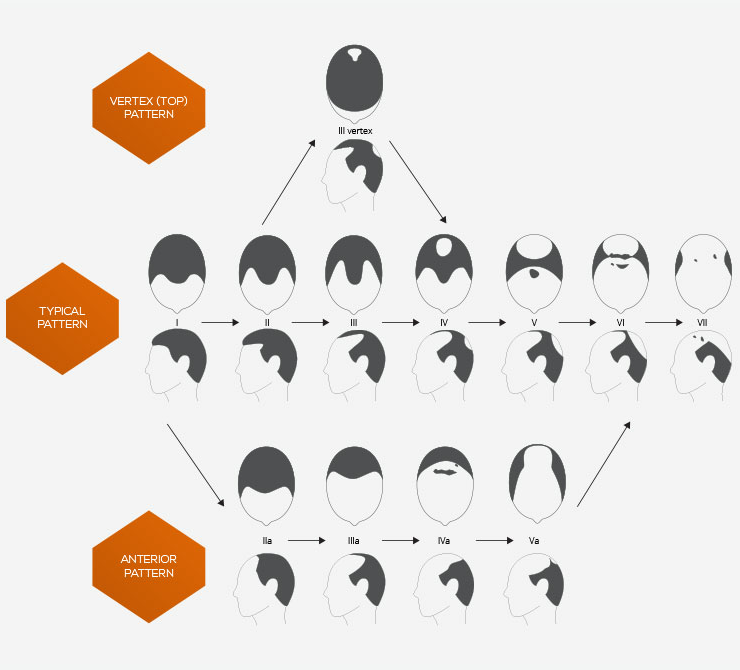 VERTEX (TOP)
PATTERN
III vertex
TYPICAL
PATTERN
I II III IV V VI VII
ANTERIOR
PATTERN
IIa IIIa IVa Va